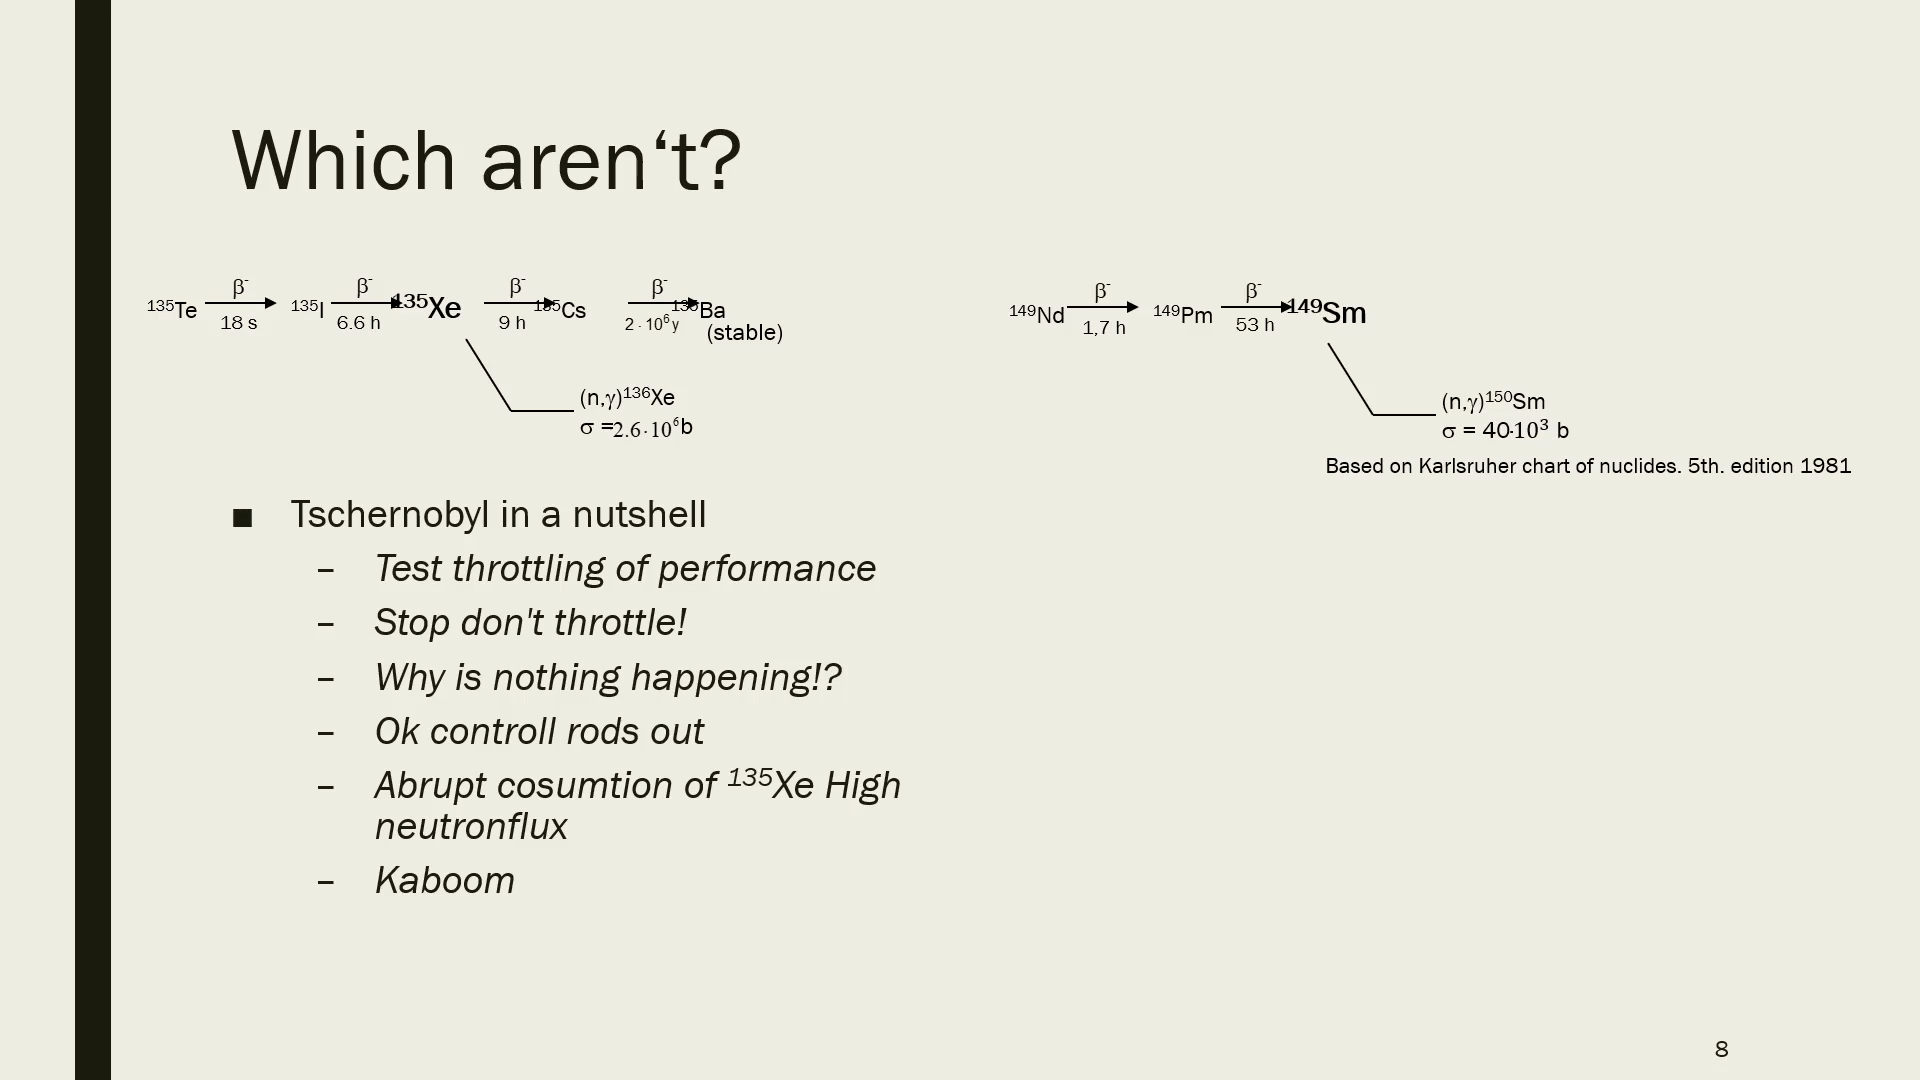 Which aren‘t?
¹³⁵Te β⁻ 18 s ¹³⁵I β⁻ 6.6 h ¹³⁵Xe β⁻ 9 h ¹³⁵Cs β⁻ 2 · 10⁶ y ¹³⁵Ba
(stable)
(n,γ)¹³⁶Xe
σ =2.6·10⁶b
¹⁴⁹Nd β⁻ 1,7 h ¹⁴⁹Pm β⁻ 53 h ¹⁴⁹Sm
(n,γ)¹⁵⁰Sm
σ = 40·10³ b
Based on Karlsruher chart of nuclides. 5th. edition 1981
■ Tschernobyl in a nutshell
– Test throttling of performance
– Stop don't throttle!
– Why is nothing happening!?
– Ok controll rods out
– Abrupt cosumtion of ¹³⁵Xe High
neutronflux
– Kaboom
8